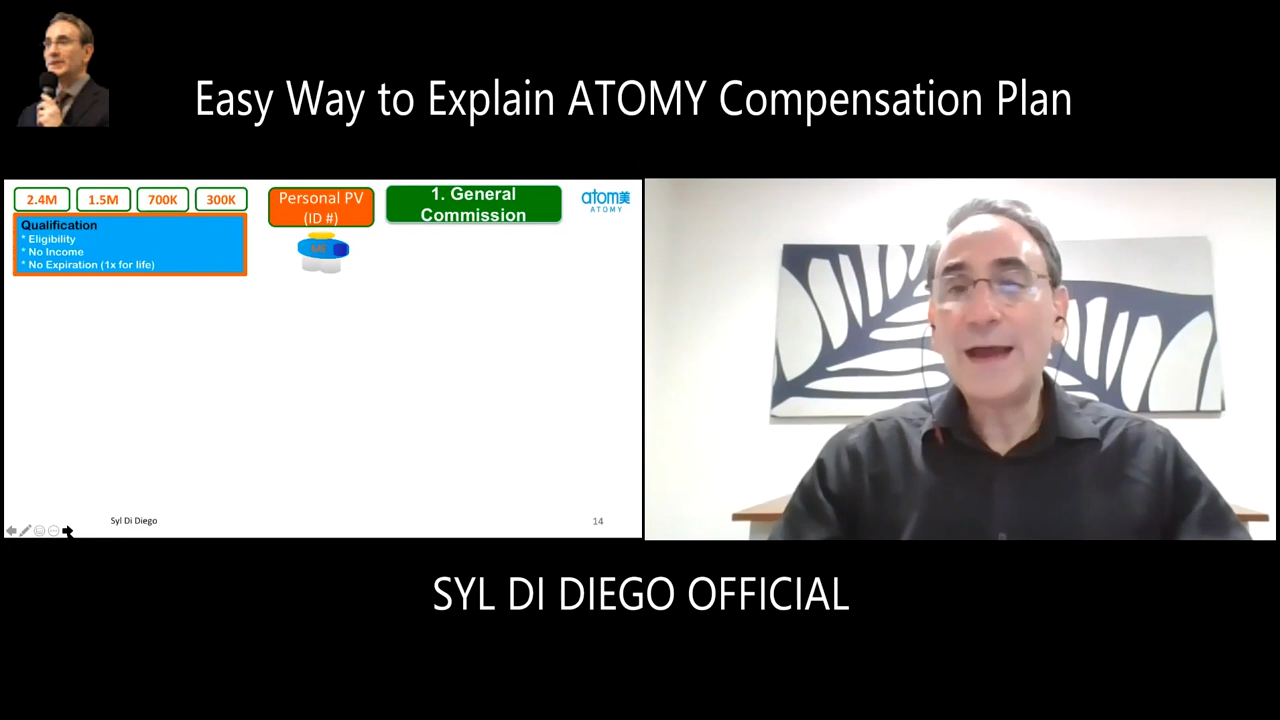 Easy Way to Explain ATOMY Compensation Plan
2.4M
1.5M
700K
300K
Personal PV
(ID #)
1. General
Commission
atom美
ATOMY
Qualification
* Eligibility
* No Income
* No Expiration (1x for life)
ME
Syl Di Diego
14
SYL DI DIEGO OFFICIAL